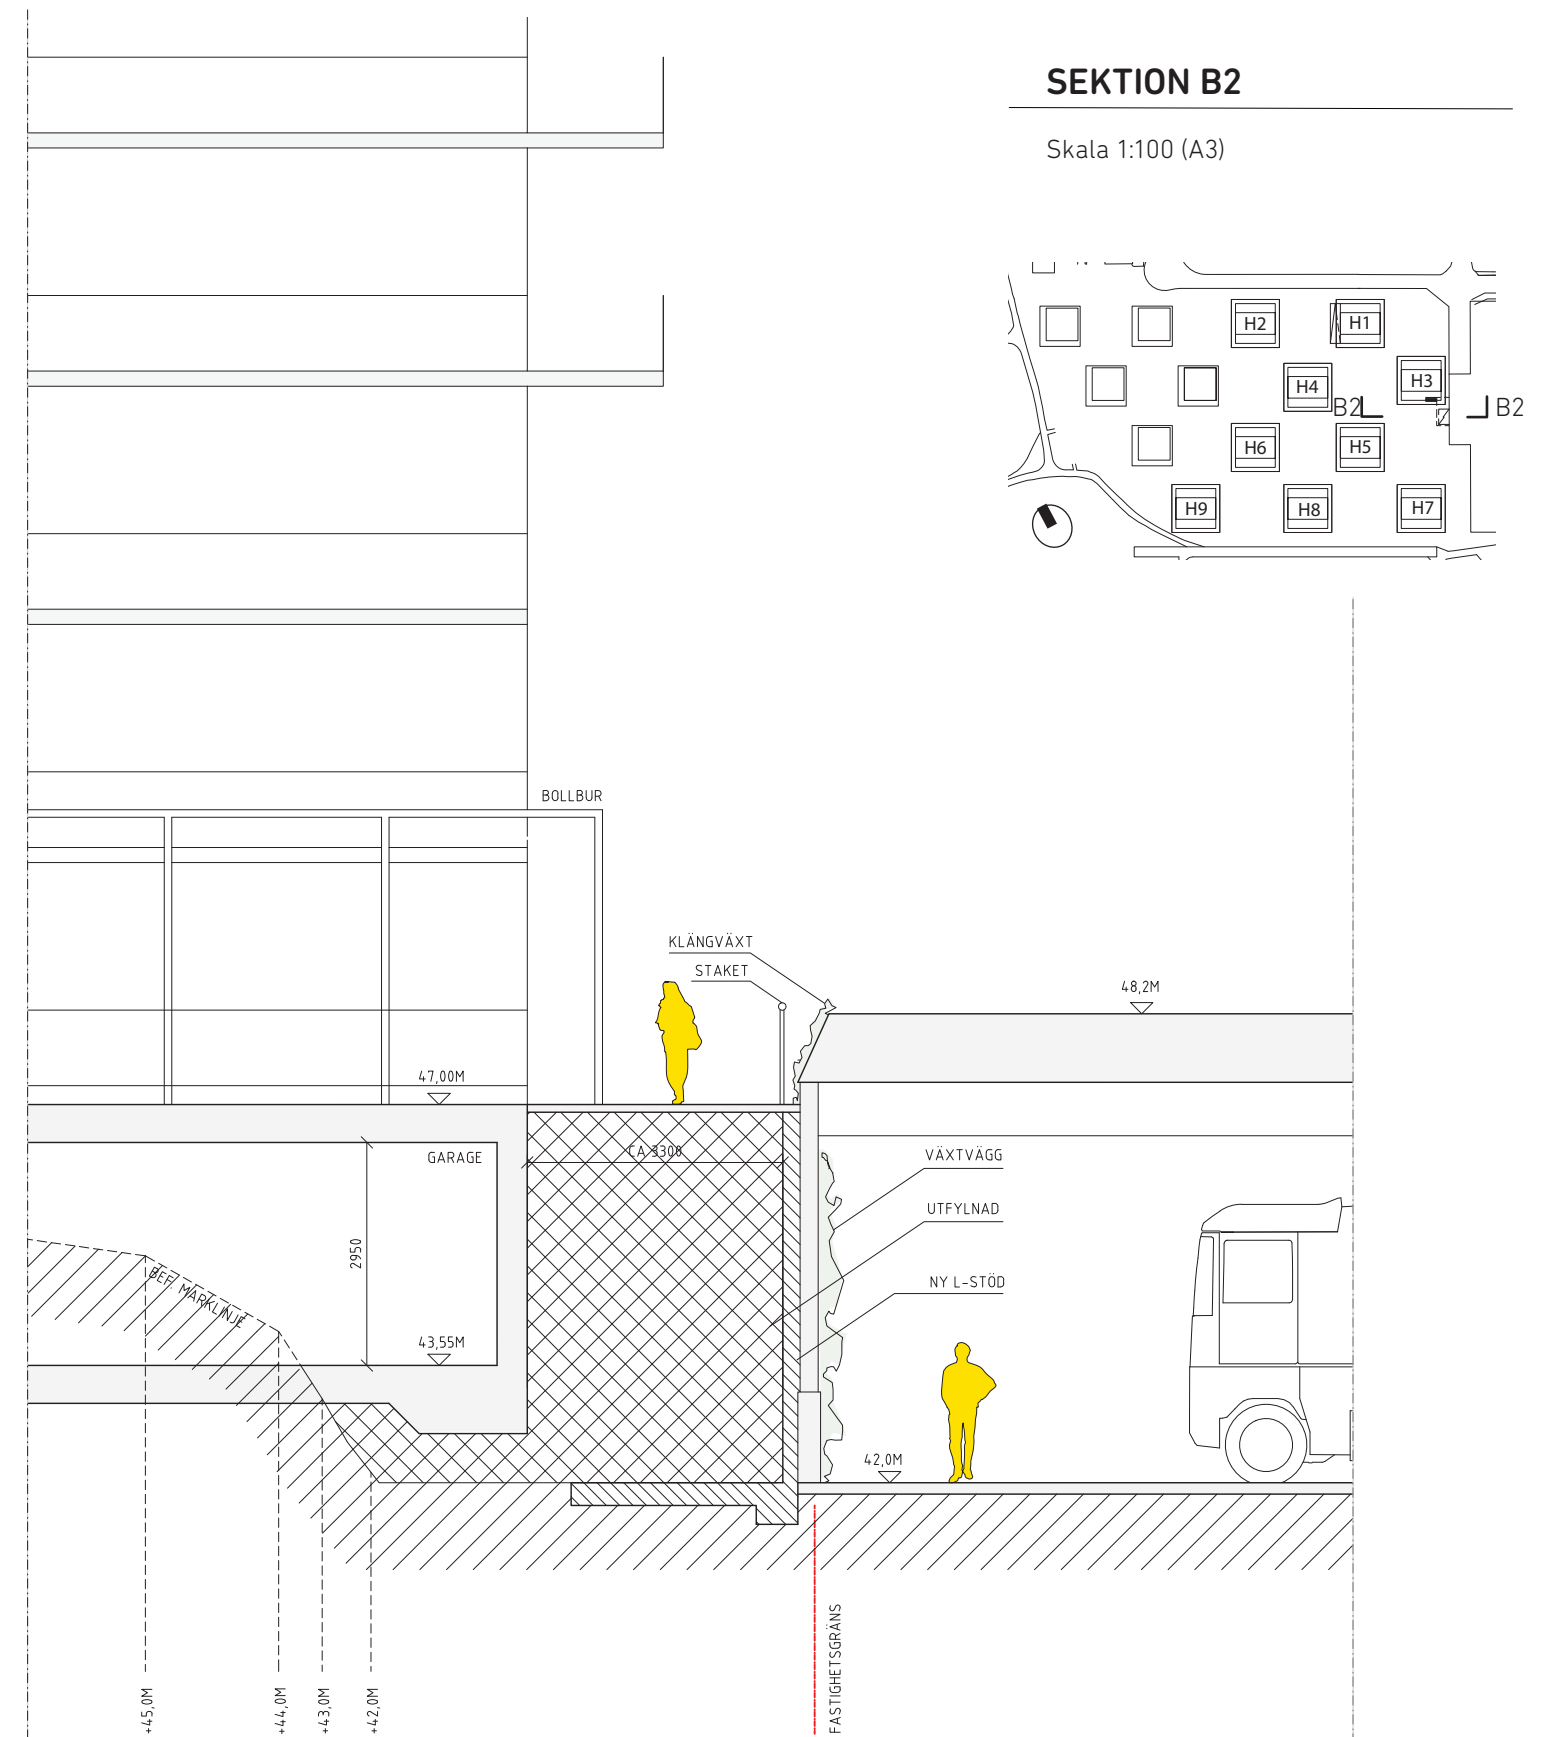 SEKTION B2
Skala 1:100 (A3)
H2
H1
H4
H3
B2
B2
H6
H5
H9
H8
H7
BOLLBUR
KLÄNGVÄXT
STAKET
48,2M
47,00M
GARAGE
CA 3300
VÄXTVÄGG
UTFYLNAD
2950
BEF. MARKLINJE
NY L-STÖD
43,55M
42,0M
+45,0M
+44,0M
+43,0M
+42,0M
FASTIGHETSGRÄNS